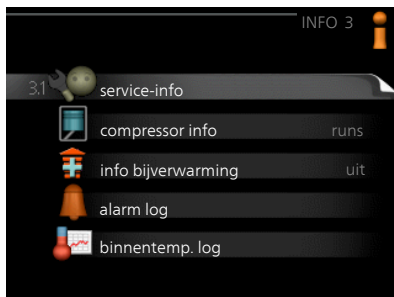 INFO 3
3.1 service-info
compressor info runs
info bijverwarming uit
alarm log
binnentemp. log